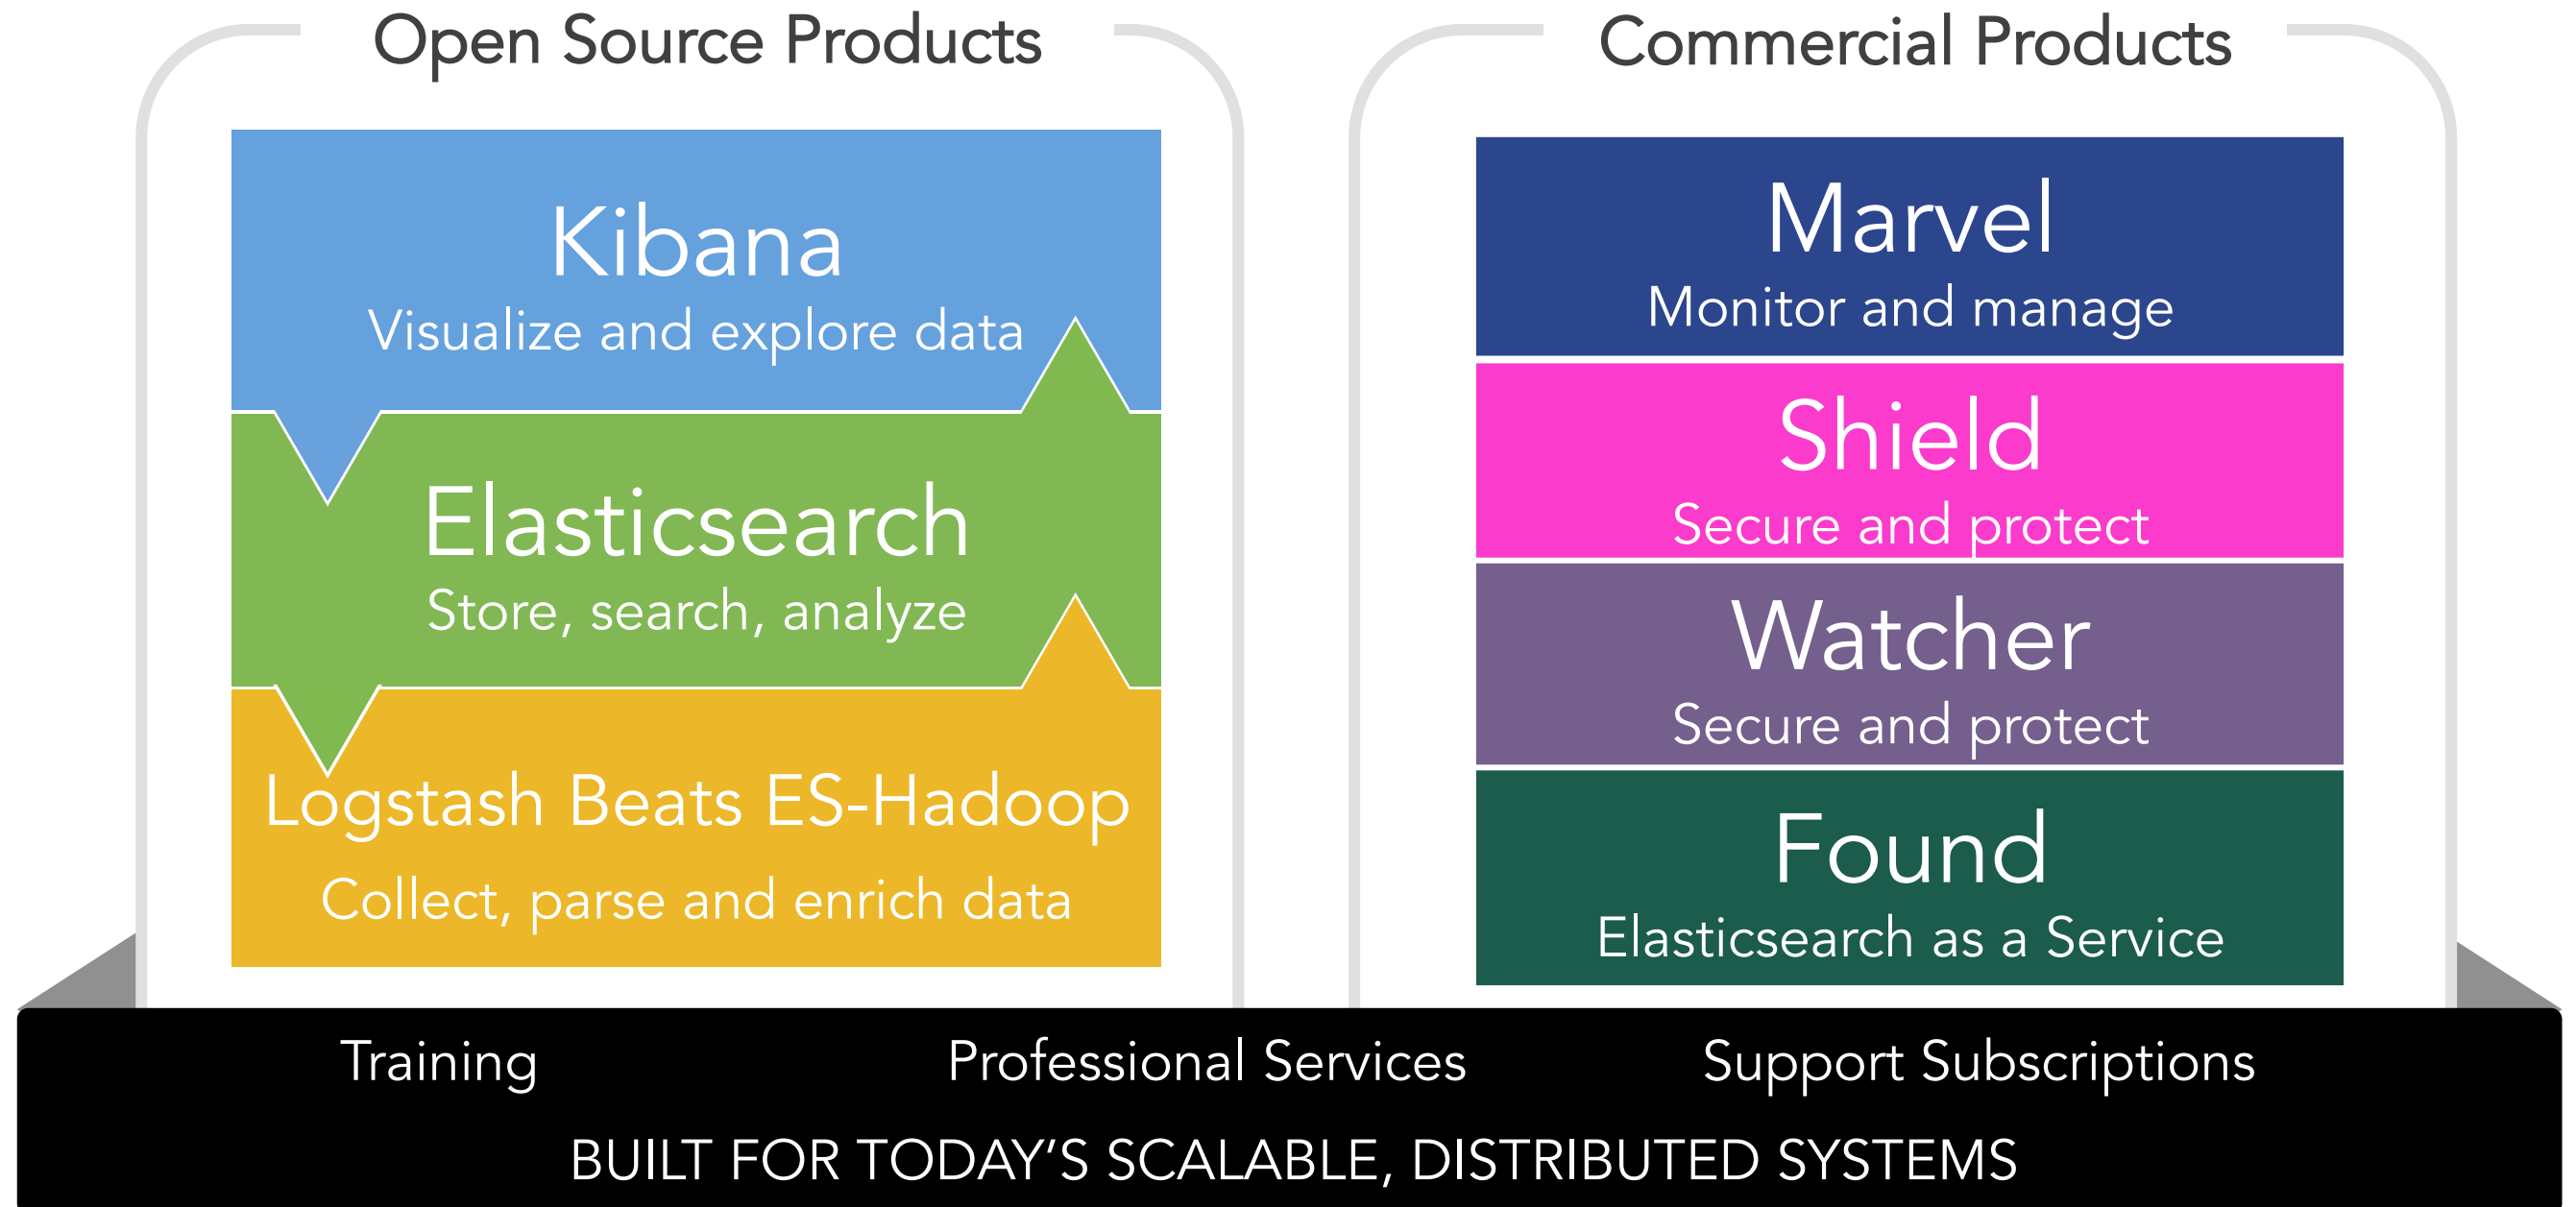 Open Source Products
Kibana
Visualize and explore data
Elasticsearch
Store, search, analyze
Logstash Beats ES-Hadoop
Collect, parse and enrich data
Commercial Products
Marvel
Monitor and manage
Shield
Secure and protect
Watcher
Secure and protect
Found
Elasticsearch as a Service
Training
Professional Services
Support Subscriptions
BUILT FOR TODAY‘S SCALABLE, DISTRIBUTED SYSTEMS